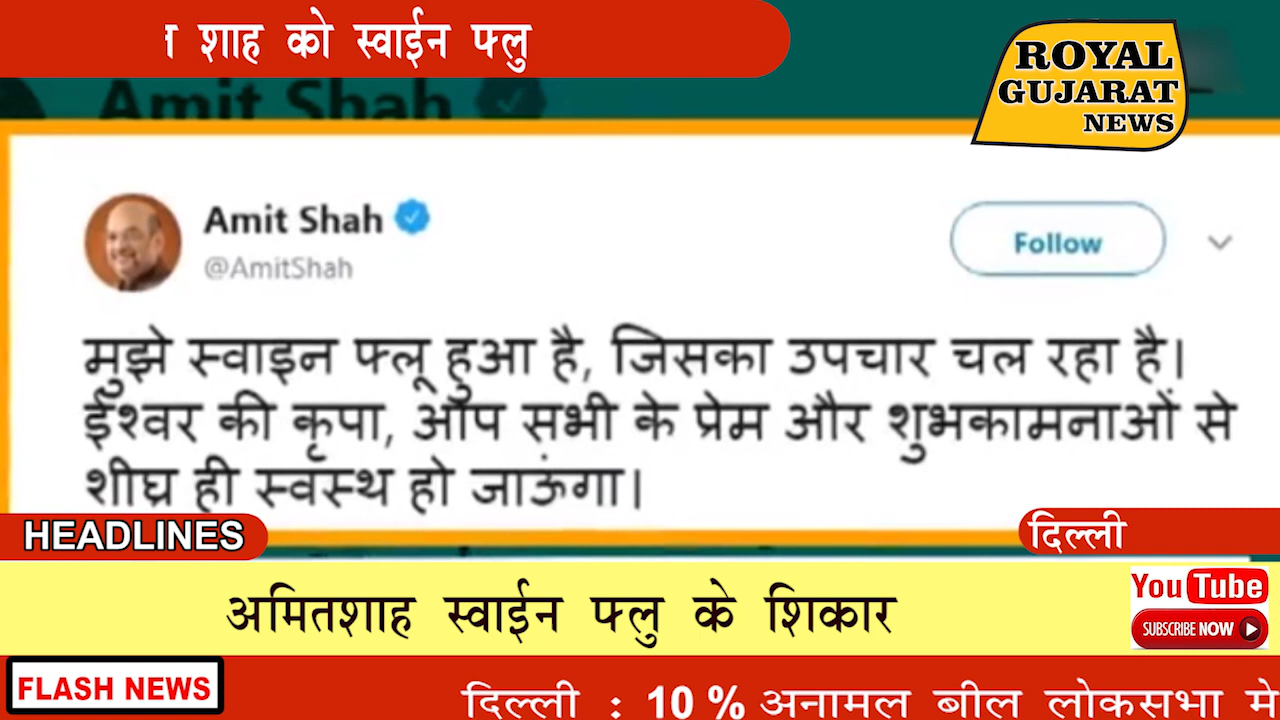 शाह को स्वाईन फ्लु
ROYAL
GUJARAT
NEWS
Amit Shah
Amit Shah
@AmitShah
Follow
मुझे स्वाइन फ्लू हुआ है, जिसका उपचार चल रहा है।
ईश्वर की कृपा, आप सभी के प्रेम और शुभकामनाओं से
शीघ्र ही स्वस्थ हो जाऊंगा।
HEADLINES
दिल्ली
अमितशाह स्वाईन फ्लु के शिकार
YouTube
SUBSCRIBE NOW
FLASH NEWS
दिल्ली : 10 % अनामल बील लोकसभा मे